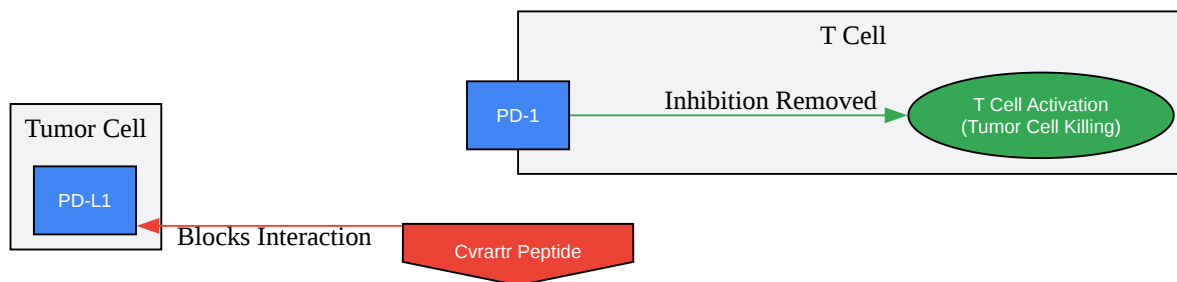 T Cell
PD-1
Inhibition Removed
T Cell Activation
(Tumor Cell Killing)
Tumor Cell
PD-L1
Blocks Interaction
Cvrartr Peptide